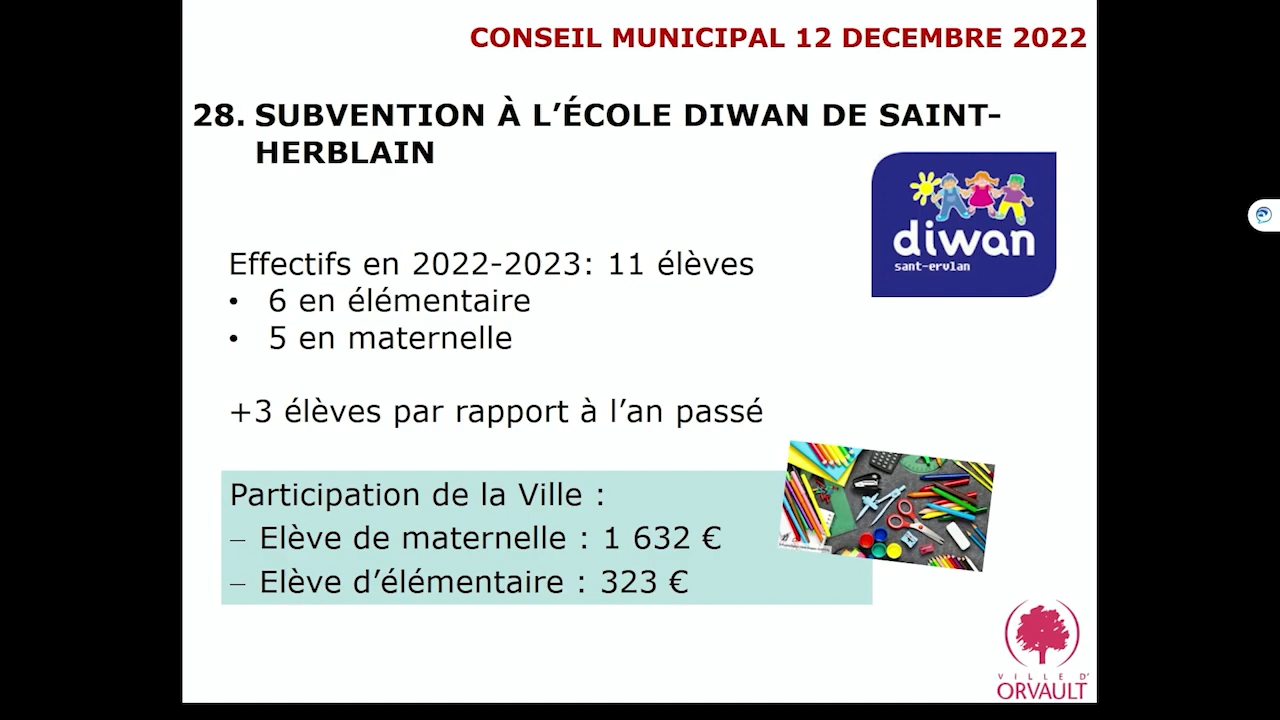 CONSEIL MUNICIPAL 12 DECEMBRE 2022
28. SUBVENTION À L’ÉCOLE DIWAN DE SAINT-
HERBLAIN
diwan
sant-ervlan
Effectifs en 2022-2023: 11 élèves
• 6 en élémentaire
• 5 en maternelle
+3 élèves par rapport à l’an passé
Participation de la Ville :
– Elève de maternelle : 1 632 €
– Elève d’élémentaire : 323 €
VILLE D'
ORVAULT